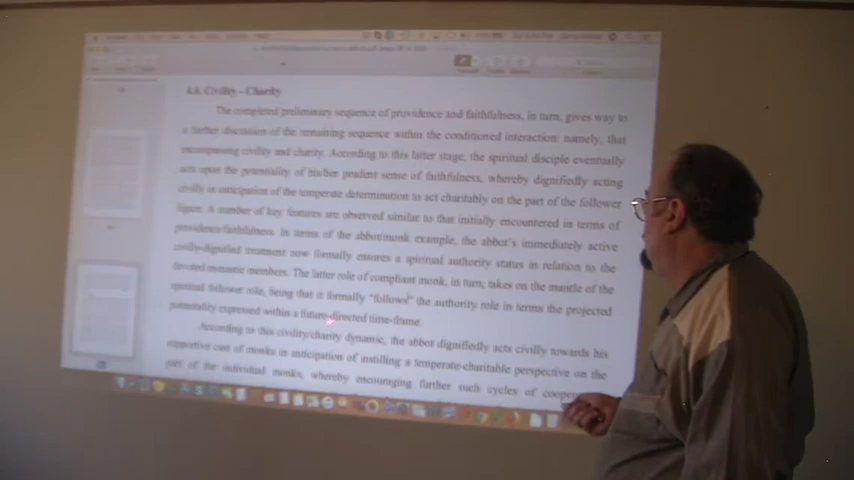 4.6. Civility – Charity
The completed preliminary sequence of providence and faithfulness, in turn, gives way to
a further discussion of the remaining sequence within the conditioned interaction: namely, that
encompassing civility and charity. According to this latter stage, the spiritual disciple eventually
acts upon the potentiality of his/her prudent sense of faithfulness, whereby dignifiedly acting
civilly in anticipation of the temperate determination to act charitably on the part of the follower
figure. A number of key features are observed similar to that initially encountered in terms of
providence/faithfulness. In terms of the abbot/monk example, the abbot's immediately active
civilly-dignified treatment now formally ensures a spiritual authority status in relation to the
devoted monastic members. The latter role of compliant monk, in turn, takes on the mantle of the
spiritual follower role, being that it formally "follows" the authority role in terms the projected
potentiality expressed within a future-directed time-frame.
According to this civility/charity dynamic, the abbot dignifiedly acts civilly towards his
supportive cast of monks in anticipation of instilling a temperate-charitable perspective on the
part of the individual monks, whereby encouraging further such cycles of